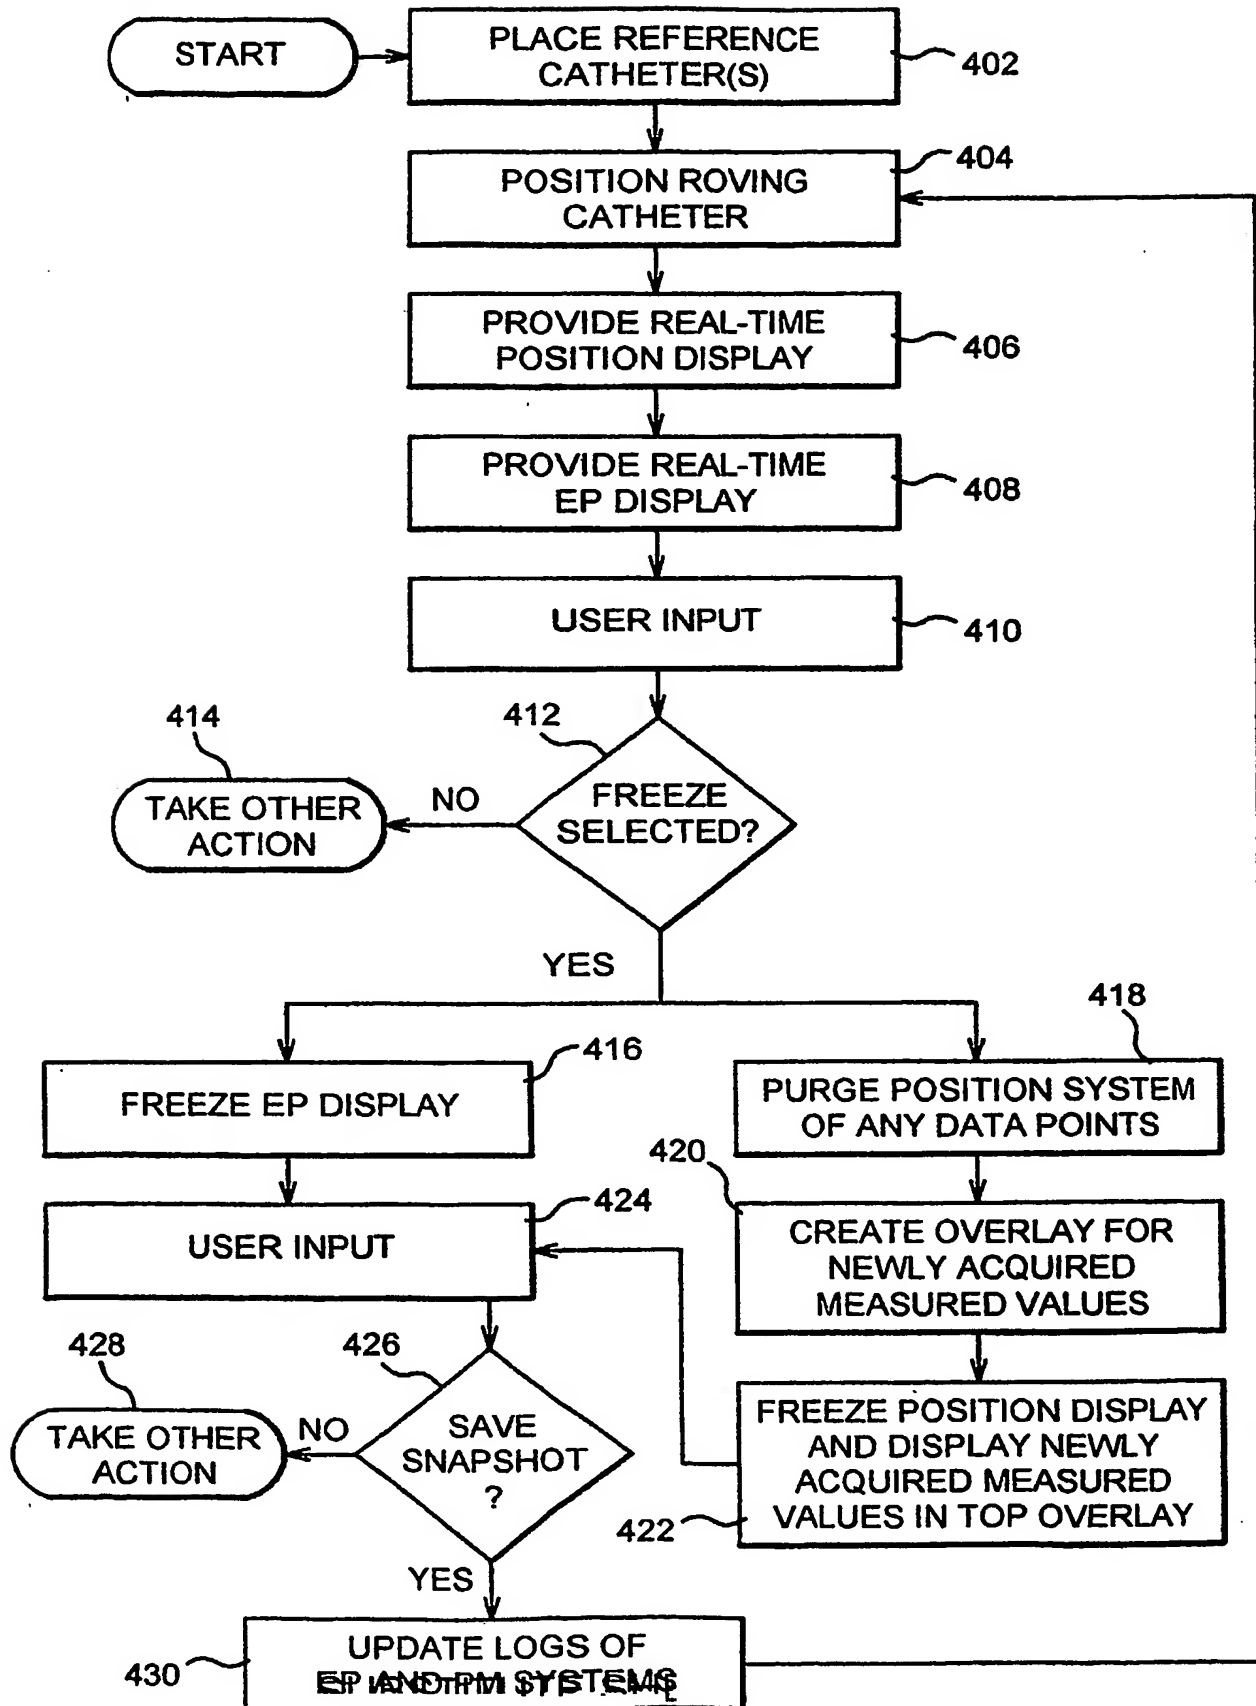 START
PLACE REFERENCE
CATHETER(S)
402
POSITION ROVING
CATHETER
404
PROVIDE REAL-TIME
POSITION DISPLAY
406
PROVIDE REAL-TIME
EP DISPLAY
408
USER INPUT
410
412
FREEZE
SELECTED?
414
NO
TAKE OTHER
ACTION
YES
416
FREEZE EP DISPLAY
418
PURGE POSITION SYSTEM
OF ANY DATA POINTS
420
CREATE OVERLAY FOR
NEWLY ACQUIRED
MEASURED VALUES
424
USER INPUT
422
FREEZE POSITION DISPLAY
AND DISPLAY NEWLY
ACQUIRED MEASURED
VALUES IN TOP OVERLAY
426
SAVE
SNAPSHOT
?
428
NO
TAKE OTHER
ACTION
YES
430
UPDATE LOGS OF
EP AND PM SYSTEMS